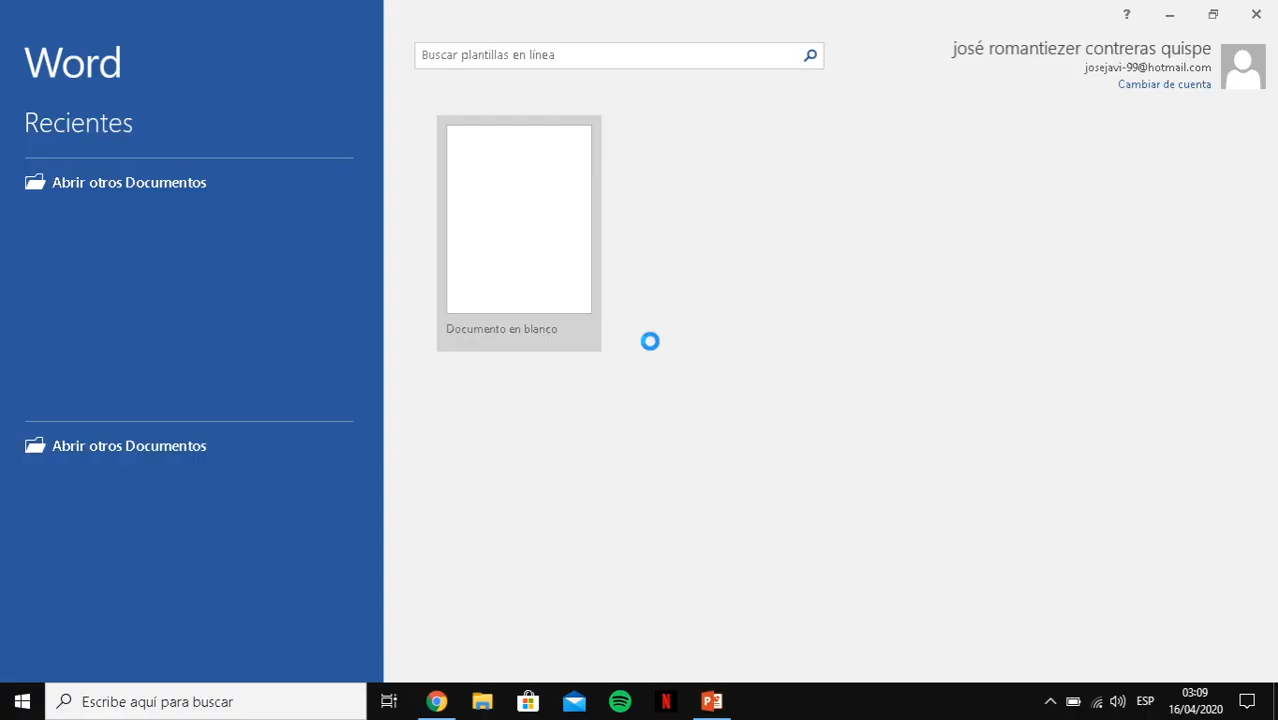 Word
Recientes
Abrir otros Documentos
Abrir otros Documentos
Buscar plantillas en línea
?
josé romantiezer contreras quispe
josejavi-99@hotmail.com
Cambiar de cuenta
Documento en blanco
Escribe aquí para buscar
ESP
03:09
16/04/2020